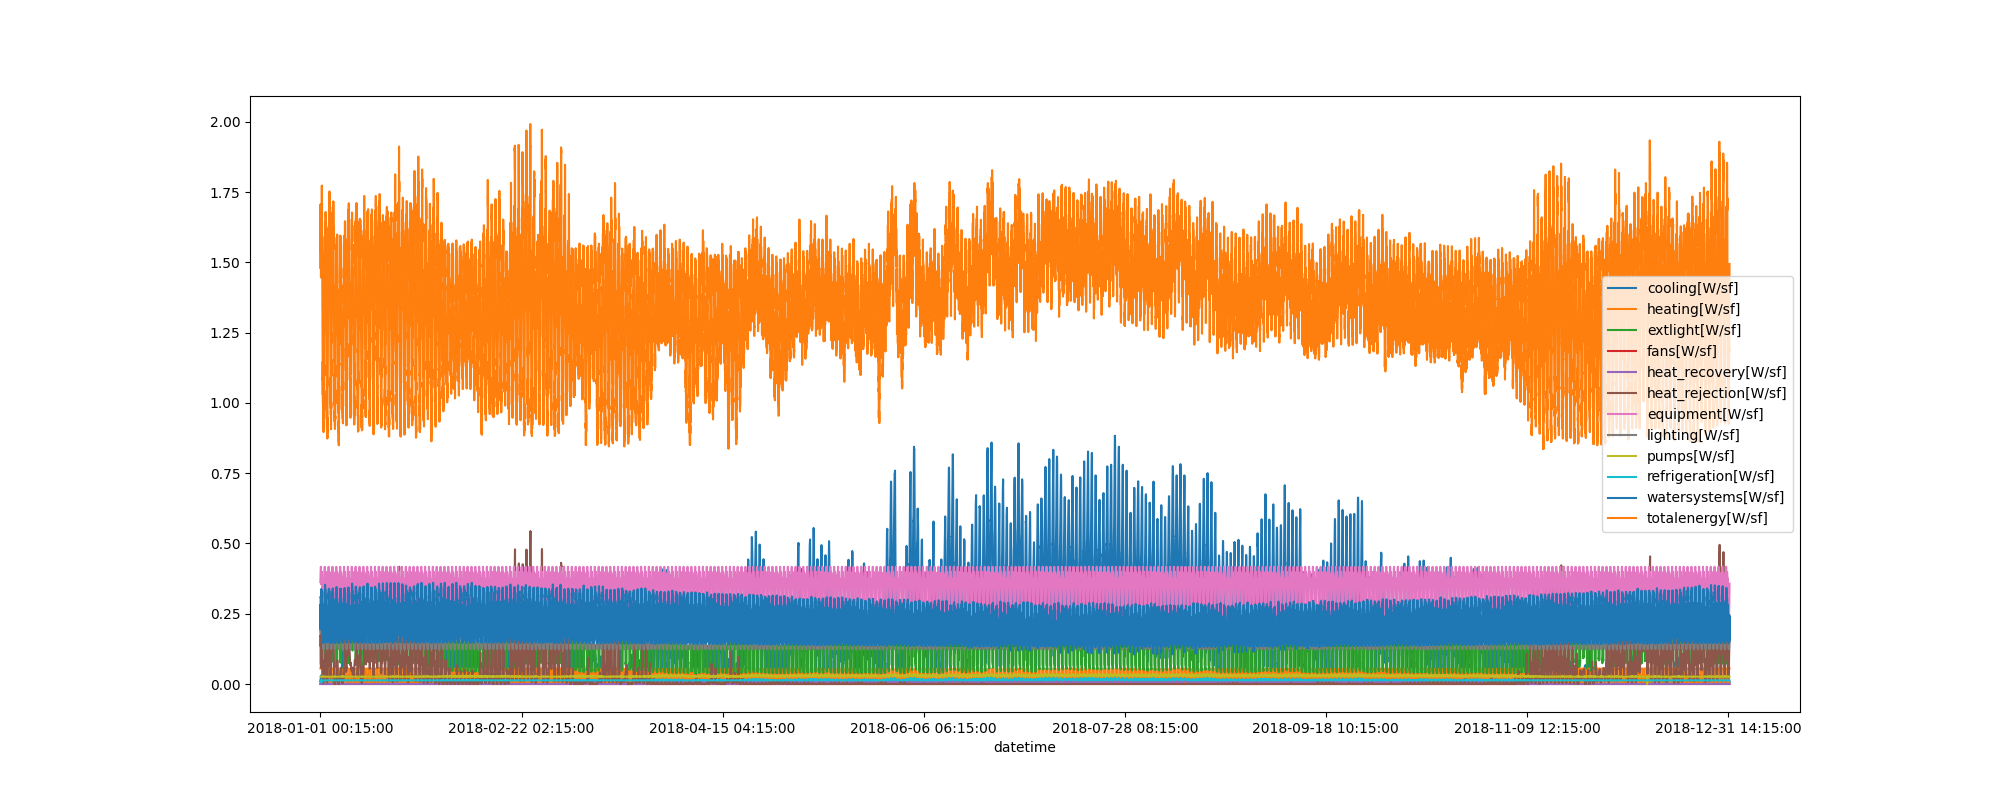 2.00
1.75
1.50
1.25
1.00
0.75
0.50
0.25
0.00
cooling[W/sf]
heating[W/sf]
extlight[W/sf]
fans[W/sf]
heat_recovery[W/sf]
heat_rejection[W/sf]
equipment[W/sf]
lighting[W/sf]
pumps[W/sf]
refrigeration[W/sf]
watersystems[W/sf]
totalenergy[W/sf]
2018-01-01 00:15:00 2018-02-22 02:15:00 2018-04-15 04:15:00 2018-06-06 06:15:00 2018-07-28 08:15:00 2018-09-18 10:15:00 2018-11-09 12:15:00 2018-12-31 14:15:00
datetime